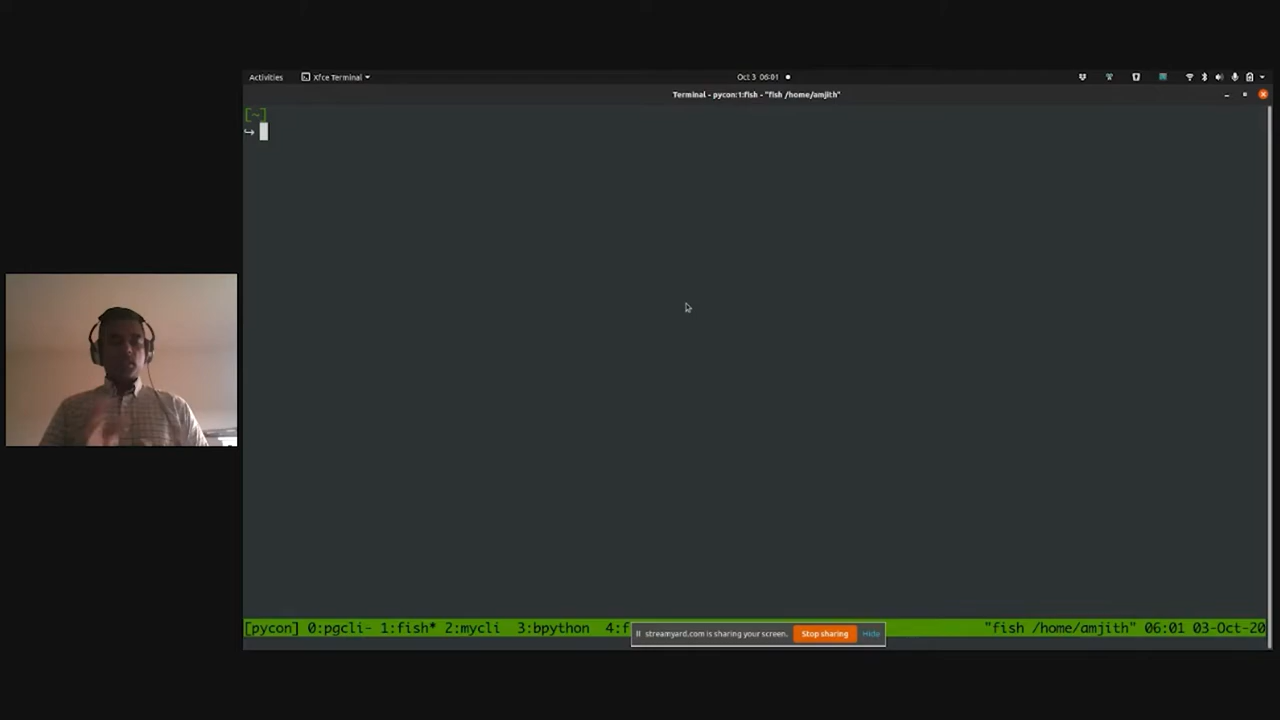 Activities Xfce Terminal Oct 3 06:01
Terminal - pycon:1:fish - "fish /home/amjith"
[~]
↪
[pycon] 0:pgcli- 1:fish* 2:mycli 3:bpython 4:f "fish /home/amjith" 06:01 03-Oct-20
streamyard.com is sharing your screen. Stop sharing Hide